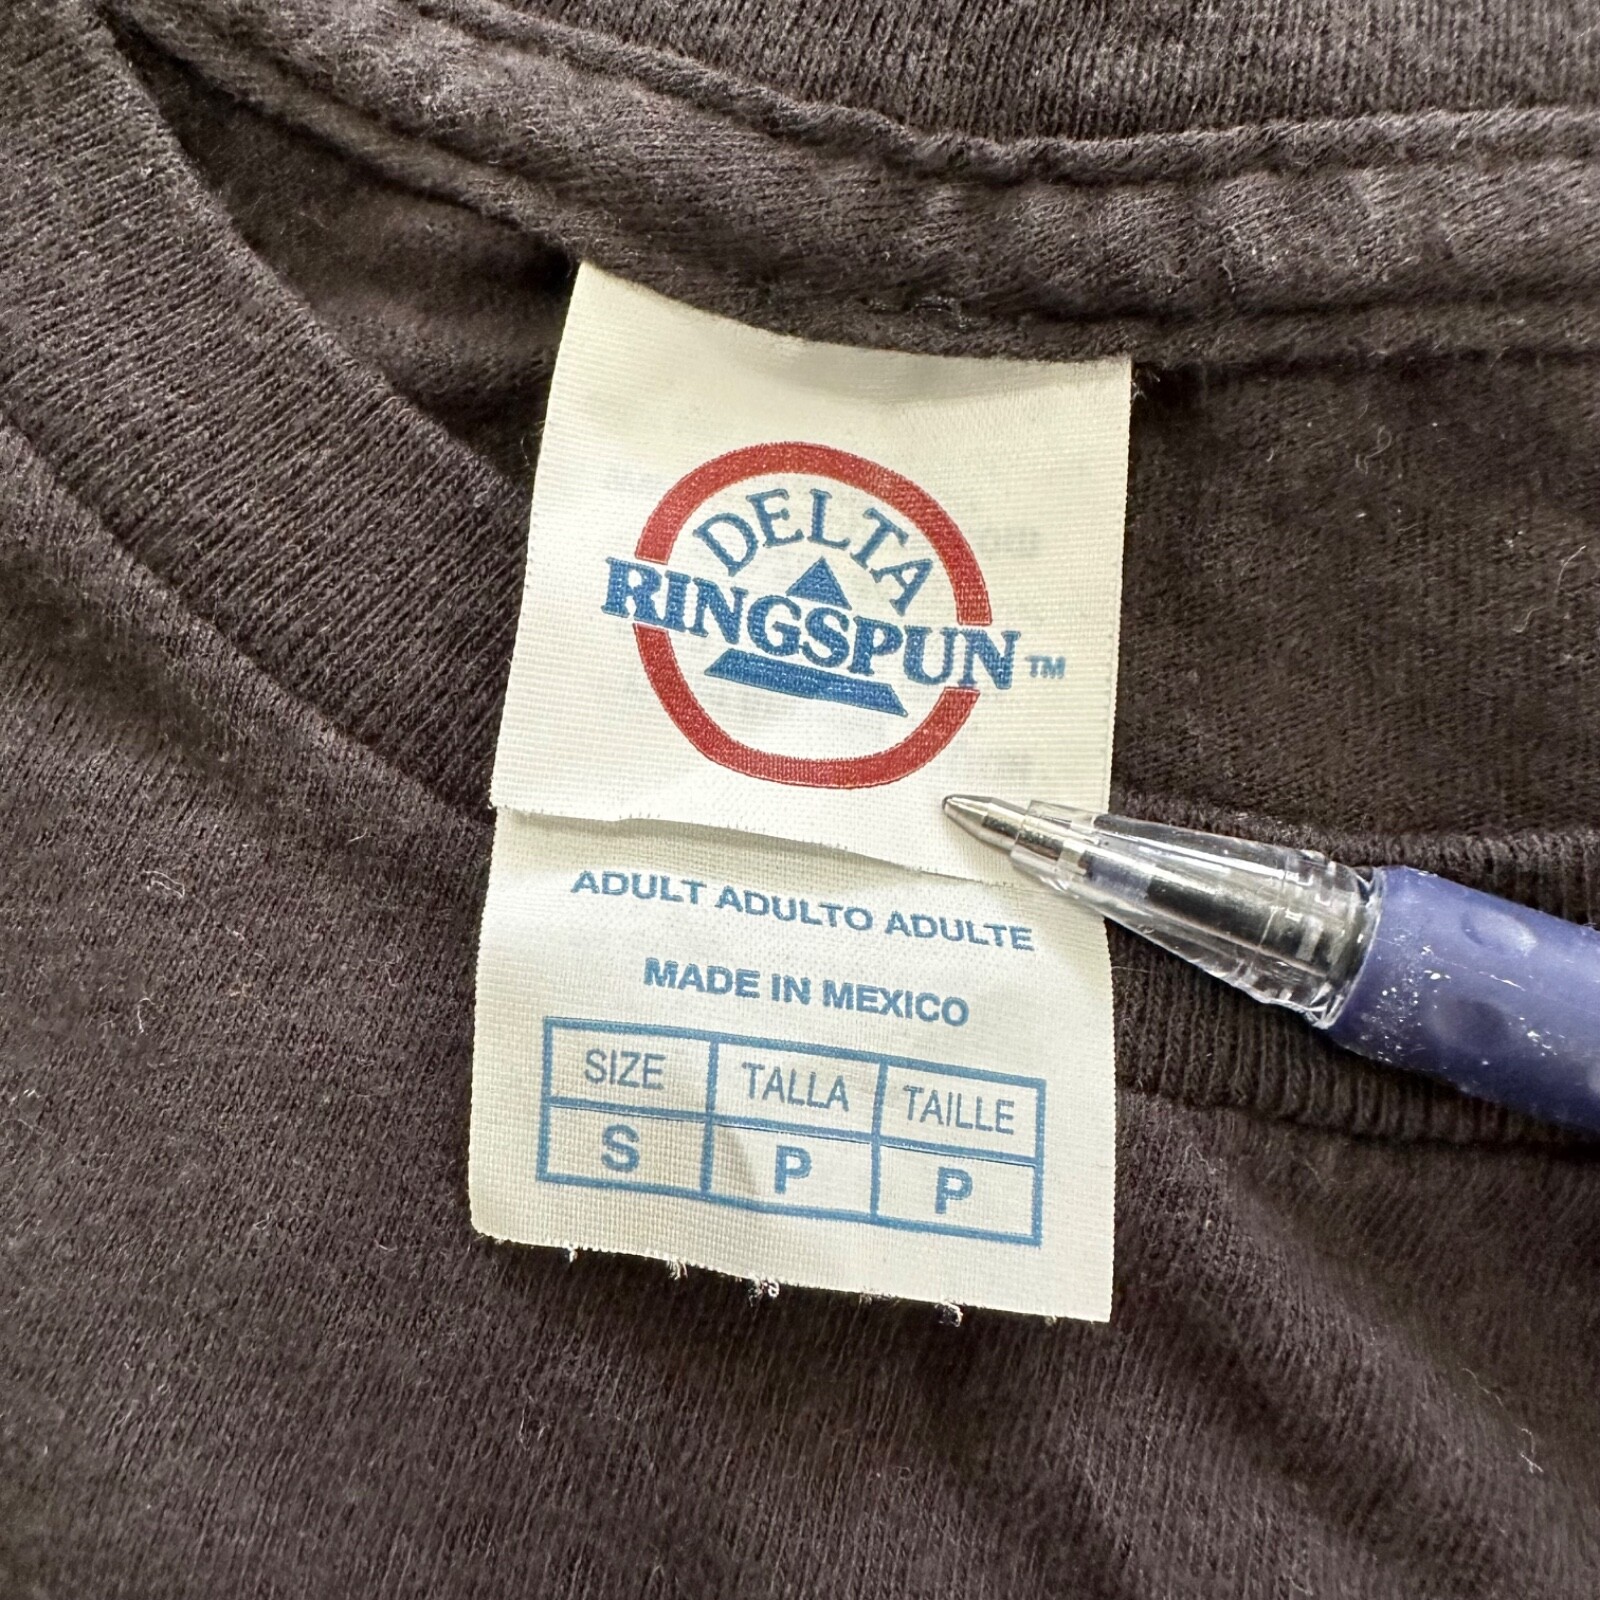 DELTA
RINGSPUN™
ADULT ADULTO ADULTE
MADE IN MEXICO
SIZE TALLA TAILLE
S P P